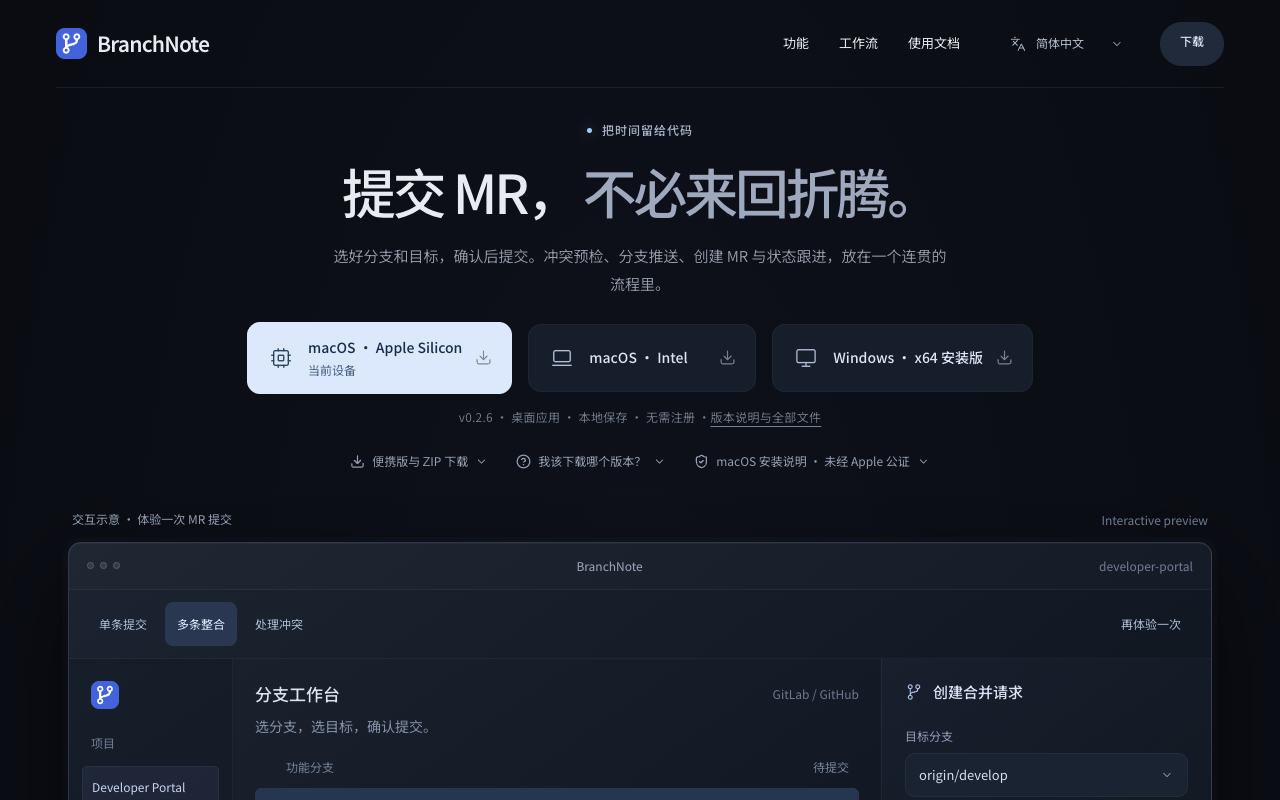 BranchNote
功能
工作流
使用文档
简体中文
下载
把时间留给代码
提交 MR，不必来回折腾。
选好分支和目标，确认后提交。冲突预检、分支推送、创建 MR 与状态跟进，放在一个连贯的
流程里。
macOS · Apple Silicon
当前设备
macOS · Intel
Windows · x64 安装版
v0.2.6 · 桌面应用 · 本地保存 · 无需注册 · 版本说明与全部文件
便携版与 ZIP 下载
我该下载哪个版本？
macOS 安装说明 · 未经 Apple 公证
交互示意 · 体验一次 MR 提交
Interactive preview
BranchNote
developer-portal
单条提交
多条整合
处理冲突
再体验一次
项目
Developer Portal
分支工作台
GitLab / GitHub
选分支，选目标，确认提交。
功能分支
待提交
创建合并请求
目标分支
origin/develop